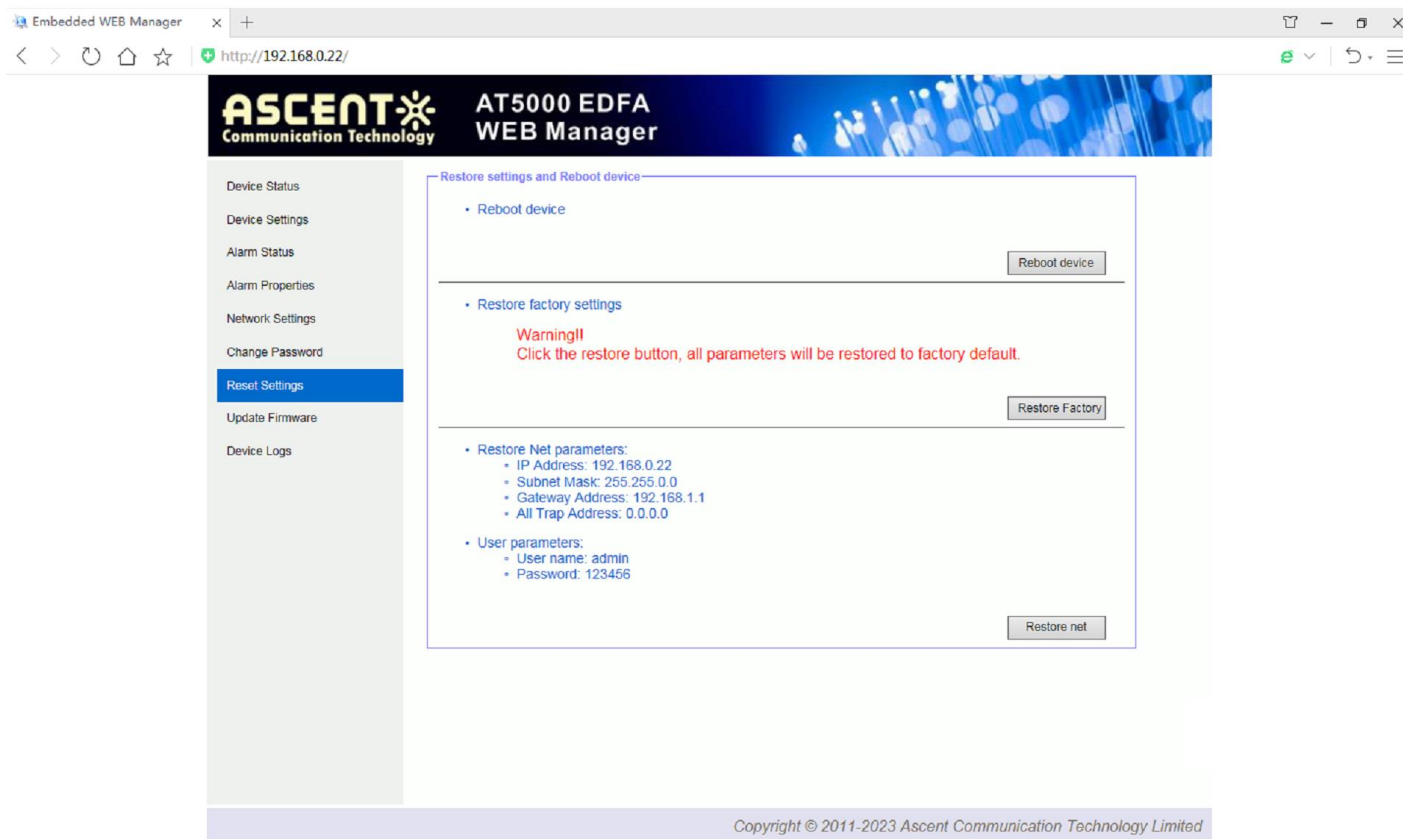 Embedded WEB Manager
http://192.168.0.22/
ASCENT
Communication Technology
AT5000 EDFA
WEB Manager
Device Status
Device Settings
Alarm Status
Alarm Properties
Network Settings
Change Password
Reset Settings
Update Firmware
Device Logs
Restore settings and Reboot device
• Reboot device
Reboot device
• Restore factory settings
Warning!!
Click the restore button, all parameters will be restored to factory default.
Restore Factory
• Restore Net parameters:
◦ IP Address: 192.168.0.22
◦ Subnet Mask: 255.255.0.0
◦ Gateway Address: 192.168.1.1
◦ All Trap Address: 0.0.0.0
• User parameters:
◦ User name: admin
◦ Password: 123456
Restore net
Copyright © 2011-2023 Ascent Communication Technology Limited